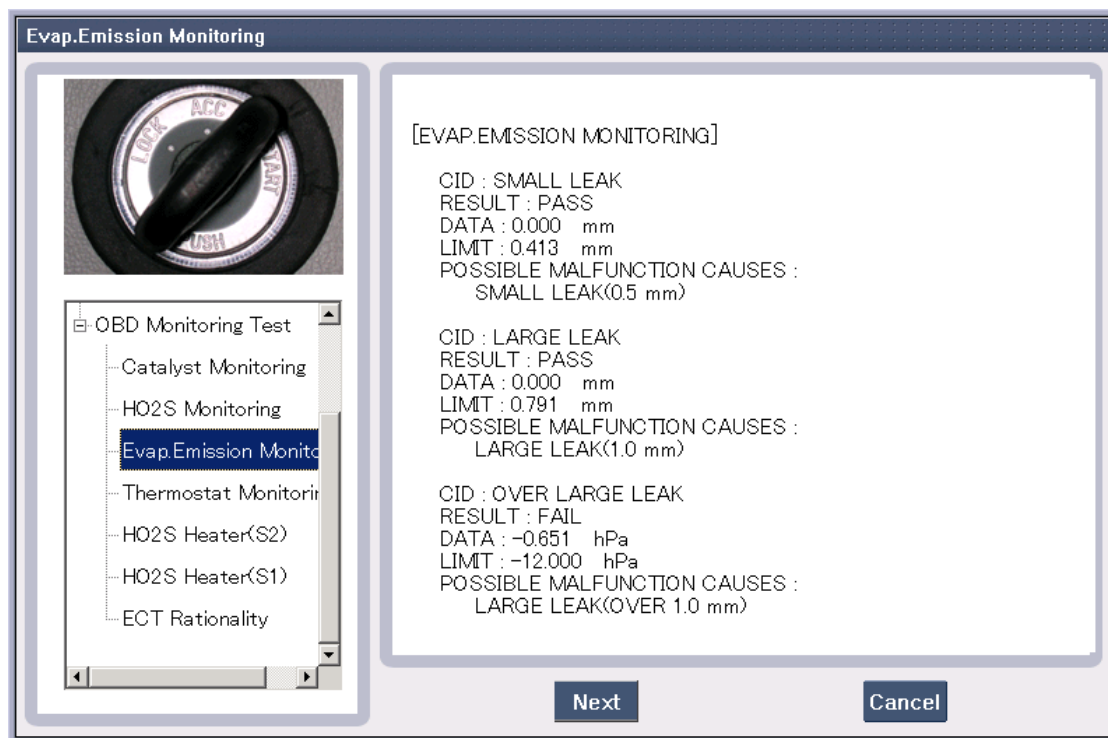 Evap.Emission Monitoring
ACC
LOCK
START
PUSH
OBD Monitoring Test
Catalyst Monitoring
HO2S Monitoring
Evap.Emission Monito
Thermostat Monitorin
HO2S Heater(S2)
HO2S Heater(S1)
ECT Rationality
[EVAP.EMISSION MONITORING]
CID : SMALL LEAK
RESULT : PASS
DATA : 0.000 mm
LIMIT : 0.413 mm
POSSIBLE MALFUNCTION CAUSES :
SMALL LEAK(0.5 mm)
CID : LARGE LEAK
RESULT : PASS
DATA : 0.000 mm
LIMIT : 0.791 mm
POSSIBLE MALFUNCTION CAUSES :
LARGE LEAK(1.0 mm)
CID : OVER LARGE LEAK
RESULT : FAIL
DATA : -0.651 hPa
LIMIT : -12.000 hPa
POSSIBLE MALFUNCTION CAUSES :
LARGE LEAK(OVER 1.0 mm)
Next
Cancel